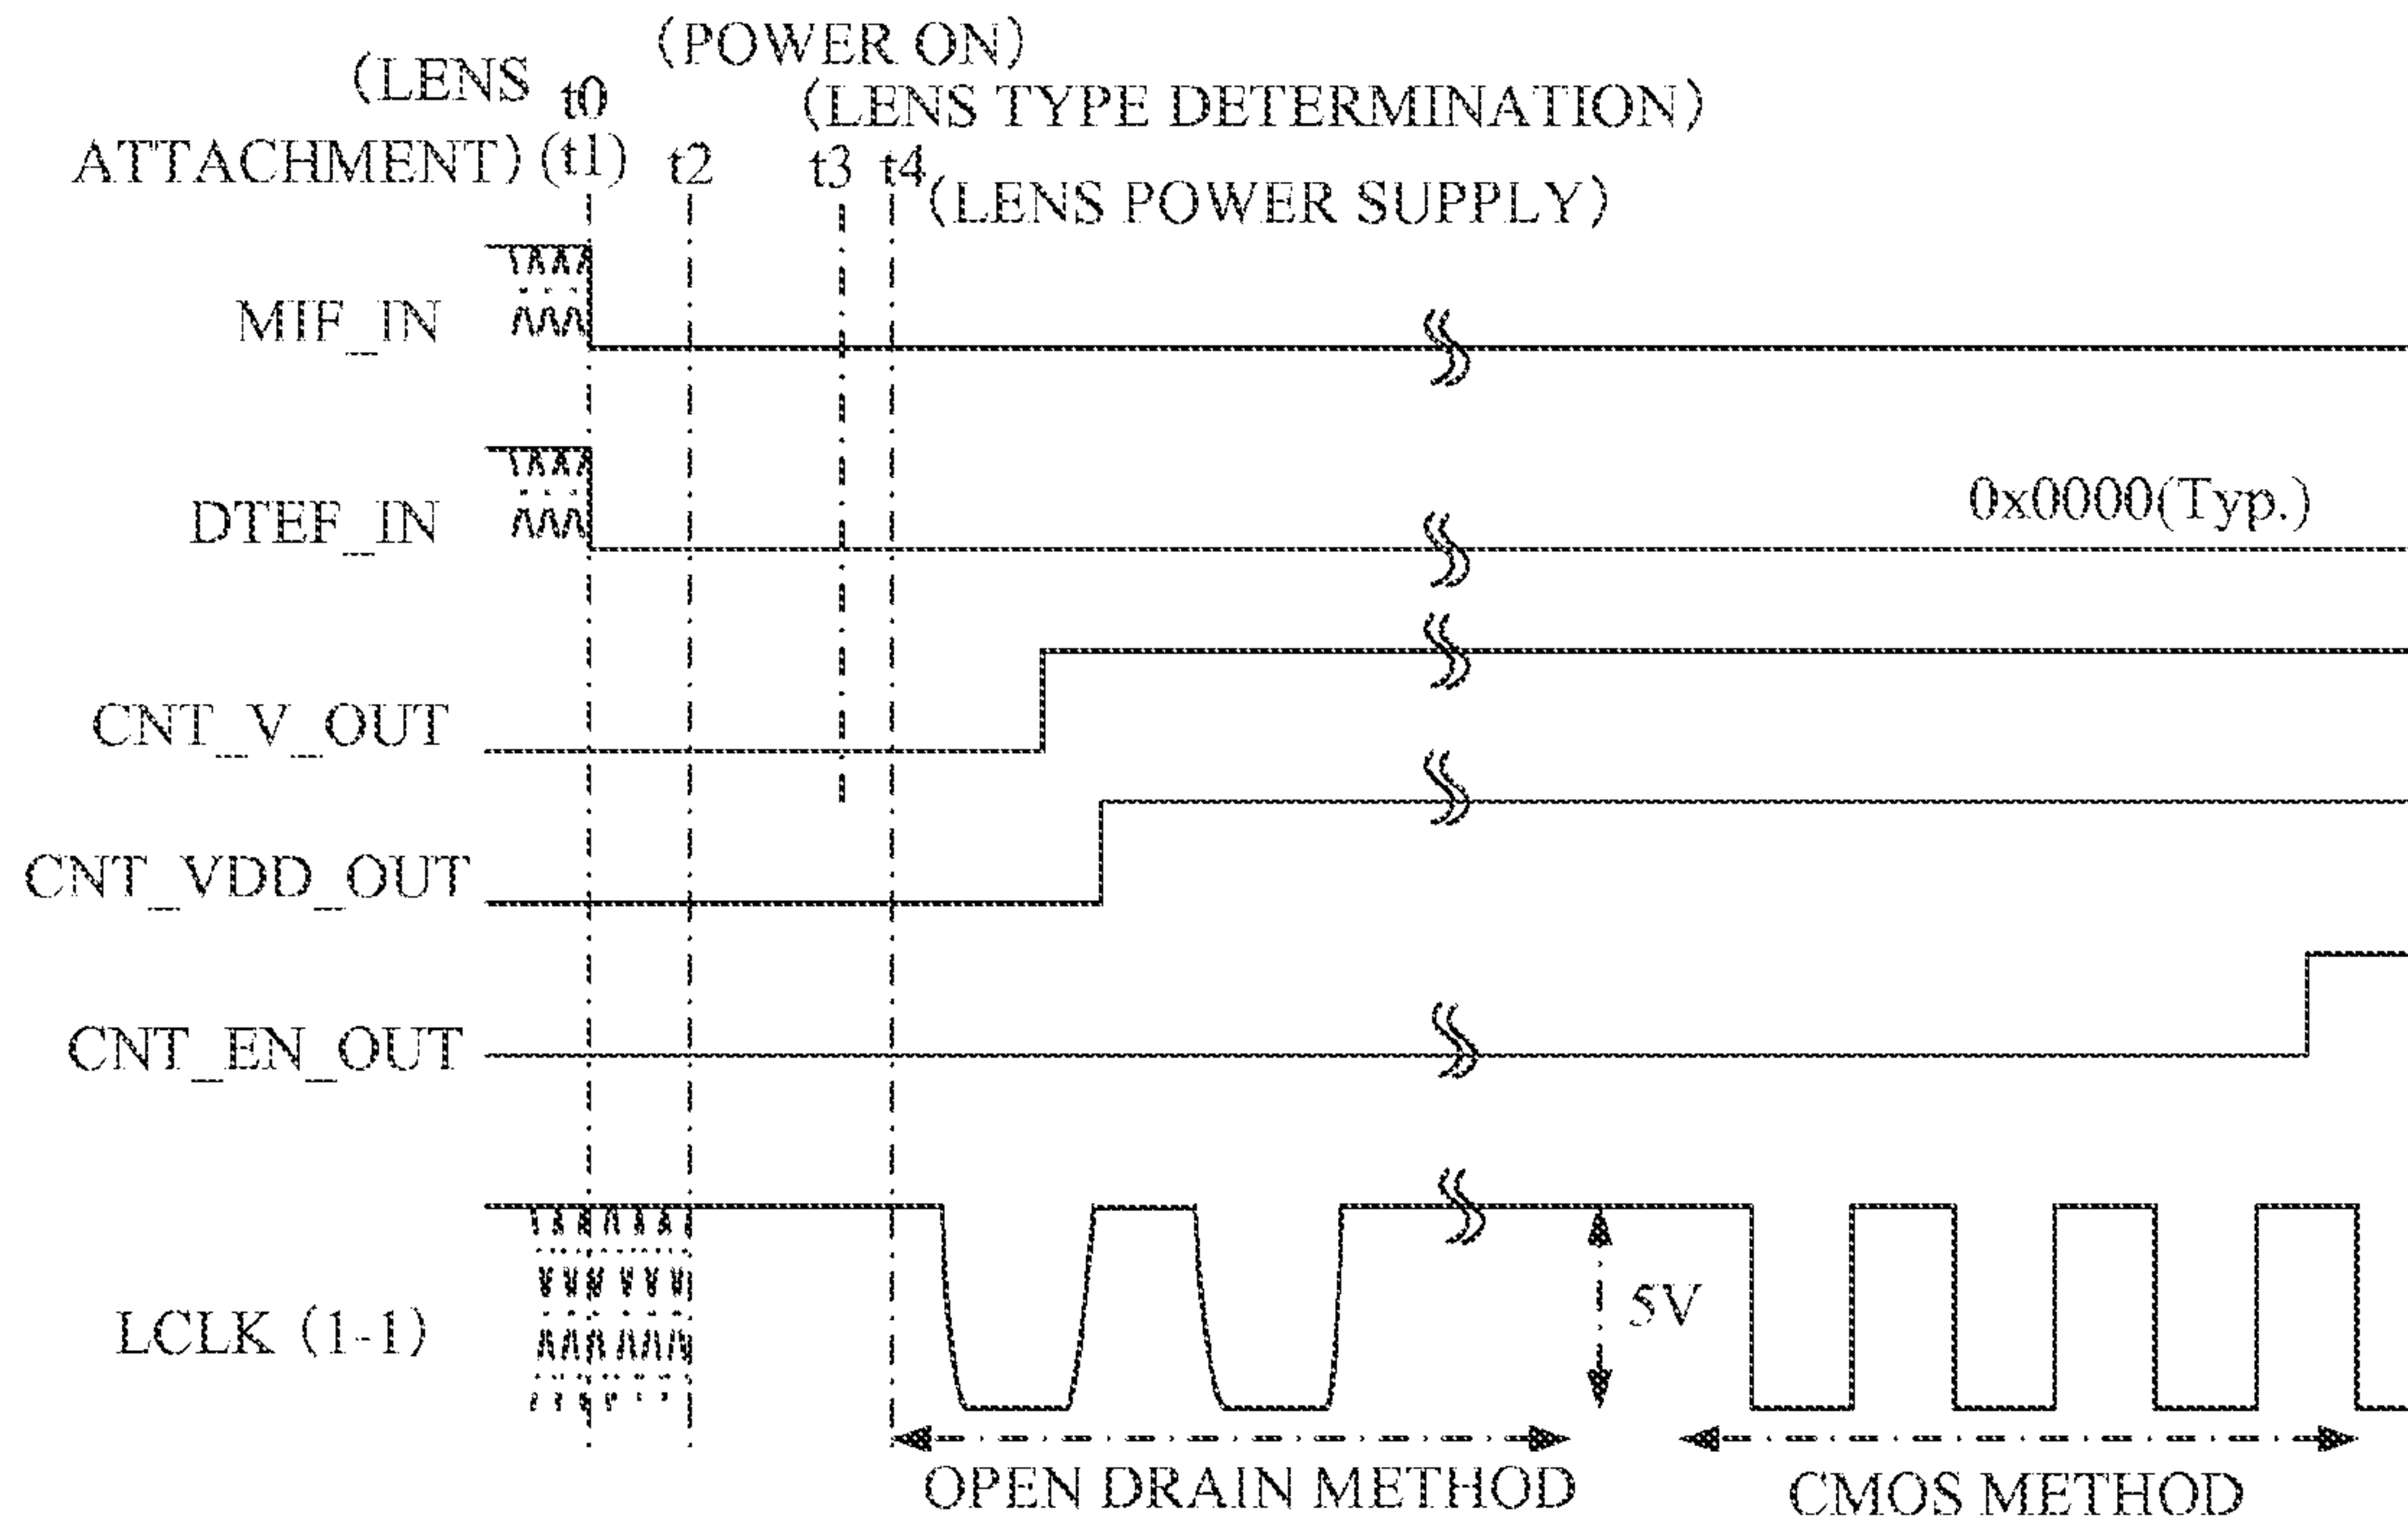 (POWER ON)
(LENS t0
(LENS TYPE DETERMINATION)
ATTACHMENT) (t1) t2 t3 t4
(LENS POWER SUPPLY)
MIF_IN
DTEF_IN
0x0000(Typ.)
CNT_V_OUT
CNT_VDD_OUT
CNT_EN_OUT
LCLK (1-1)
5V
OPEN DRAIN METHOD
CMOS METHOD